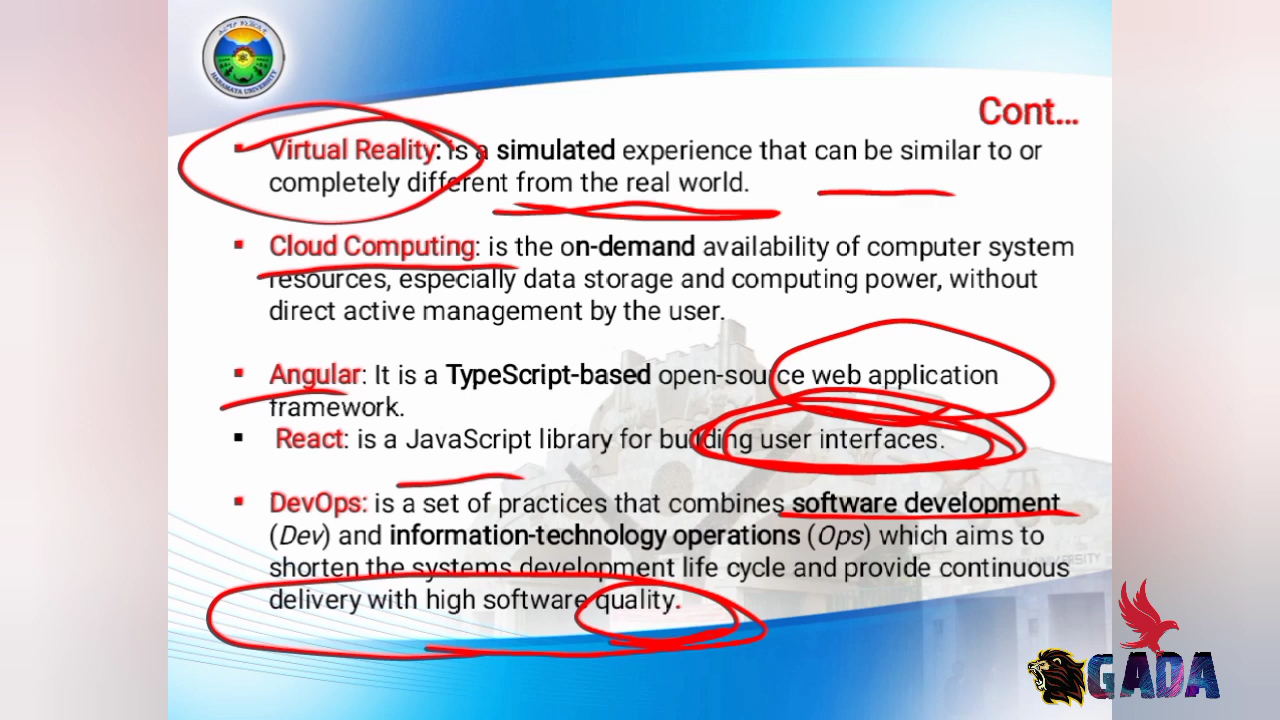 HARAMAYA UNIVERSITY
Cont...
▪ Virtual Reality: is a simulated experience that can be similar to or
completely different from the real world.
▪ Cloud Computing: is the on-demand availability of computer system
resources, especially data storage and computing power, without
direct active management by the user.
▪ Angular: It is a TypeScript-based open-source web application
framework.
▪ React: is a JavaScript library for building user interfaces.
▪ DevOps: is a set of practices that combines software development
(Dev) and information-technology operations (Ops) which aims to
shorten the systems development life cycle and provide continuous
delivery with high software quality.
UNIVERSITY
GADA